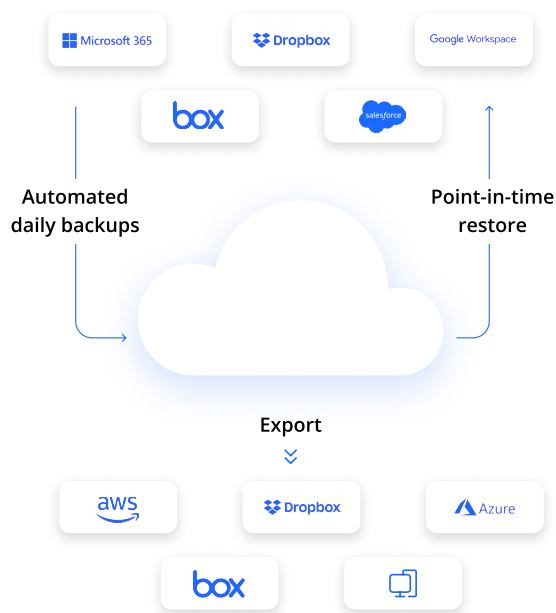 Microsoft 365
Dropbox
Google Workspace
box
salesforce
Automated
daily backups
Point-in-time
restore
Export
aws
Dropbox
Azure
box